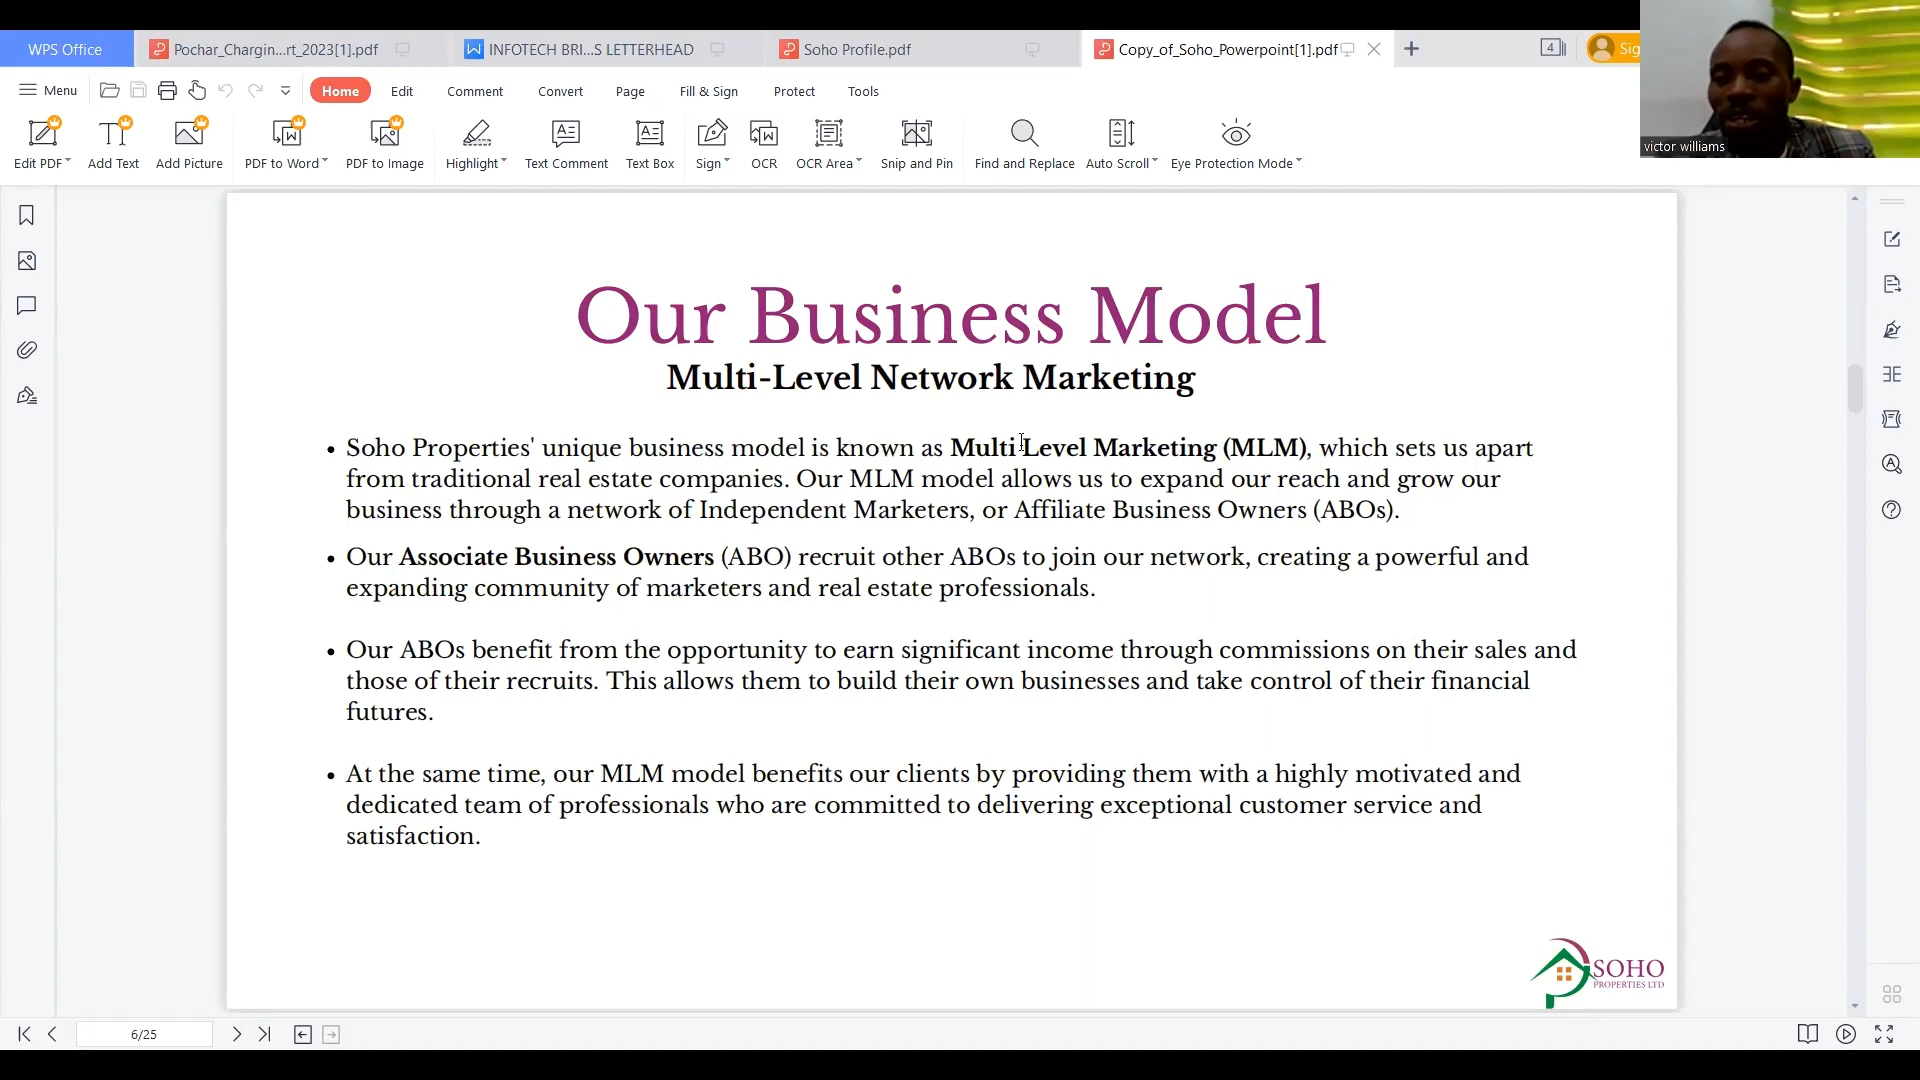 WPS Office
Pochar_Chargin...rt_2023[1].pdf
INFOTECH BRI...S LETTERHEAD
Soho Profile.pdf
Copy_of_Soho_Powerpoint[1].pdf
4
Sig
Menu
Home
Edit
Comment
Convert
Page
Fill & Sign
Protect
Tools
Edit PDF
Add Text
Add Picture
PDF to Word
PDF to Image
Highlight
Text Comment
Text Box
Sign
OCR
OCR Area
Snip and Pin
Find and Replace
Auto Scroll
Eye Protection Mode
victor williams
Our Business Model
Multi-Level Network Marketing
• Soho Properties' unique business model is known as Multi Level Marketing (MLM), which sets us apart
from traditional real estate companies. Our MLM model allows us to expand our reach and grow our
business through a network of Independent Marketers, or Affiliate Business Owners (ABOs).
• Our Associate Business Owners (ABO) recruit other ABOs to join our network, creating a powerful and
expanding community of marketers and real estate professionals.
• Our ABOs benefit from the opportunity to earn significant income through commissions on their sales and
those of their recruits. This allows them to build their own businesses and take control of their financial
futures.
• At the same time, our MLM model benefits our clients by providing them with a highly motivated and
dedicated team of professionals who are committed to delivering exceptional customer service and
satisfaction.
SOHO
PROPERTIES LTD
6/25